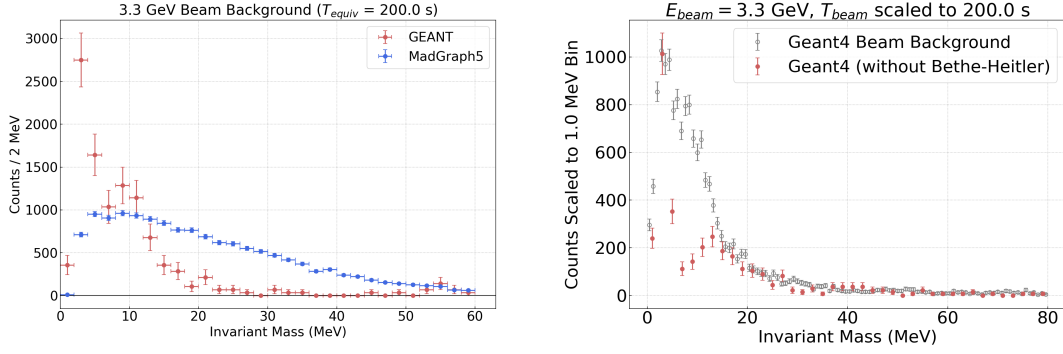 3.3 GeV Beam Background (T_equiv = 200.0 s)
3000
2500
2000
1500
1000
500
0
Counts / 2 MeV
GEANT
MadGraph5
0 10 20 30 40 50 60
Invariant Mass (MeV)
E_beam = 3.3 GeV, T_beam scaled to 200.0 s
1000
800
600
400
200
0
Counts Scaled to 1.0 MeV Bin
Geant4 Beam Background
Geant4 (without Bethe-Heitler)
0 20 40 60 80
Invariant Mass (MeV)